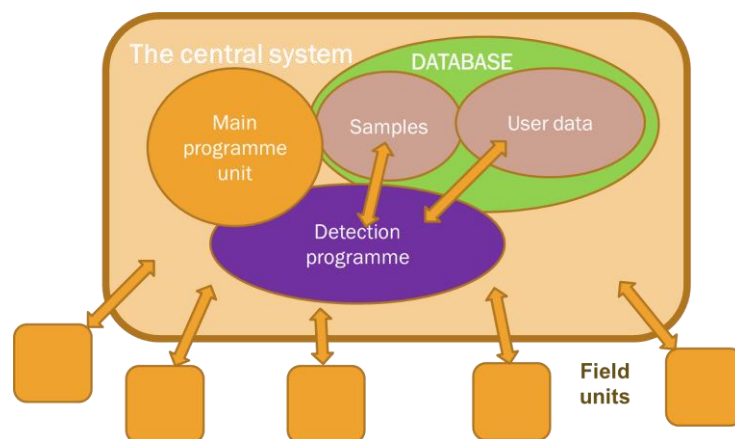 The central system
DATABASE
Main
programme
unit
Samples
User data
Detection
programme
Field
units